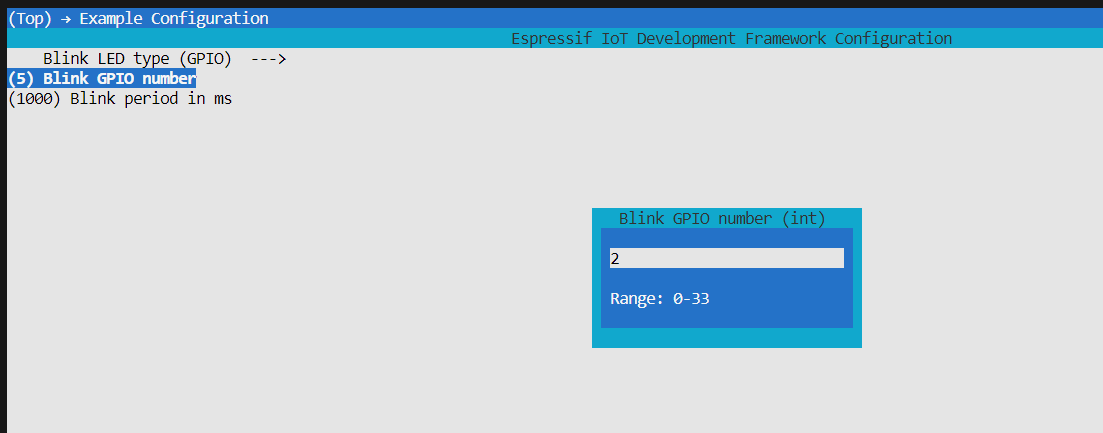 (Top) → Example Configuration
Espressif IoT Development Framework Configuration
Blink LED type (GPIO)  --->
(5) Blink GPIO number
(1000) Blink period in ms
Blink GPIO number (int)
2
Range: 0-33